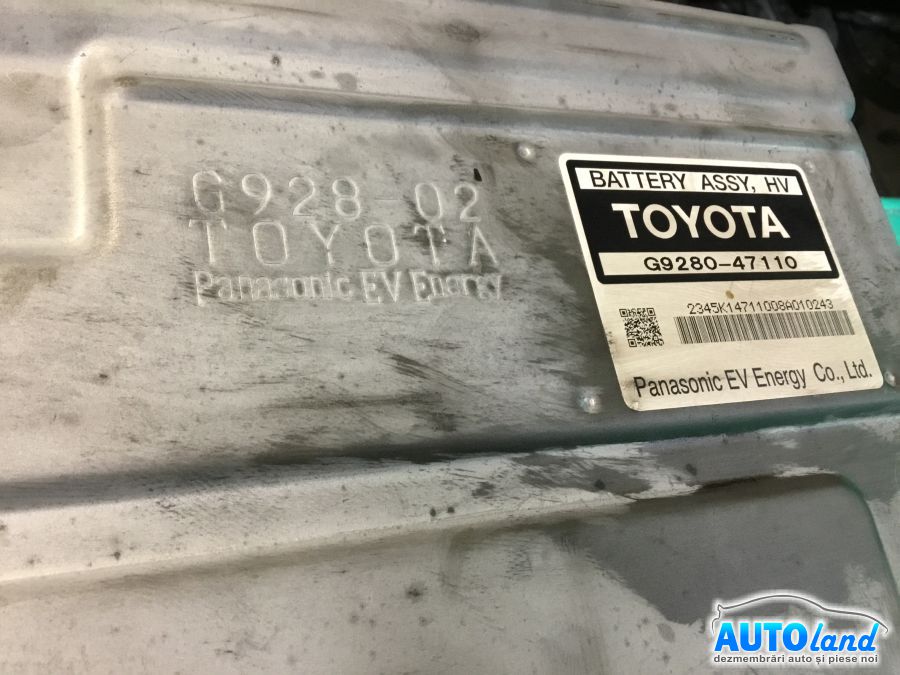 G928-02
TOYOTA
Panasonic EV Energy
BATTERY ASSY, HV
TOYOTA
G9280-47110
2345K14711008A010243
Panasonic EV Energy Co., Ltd.
AUTOland
dezmembrări auto și piese noi